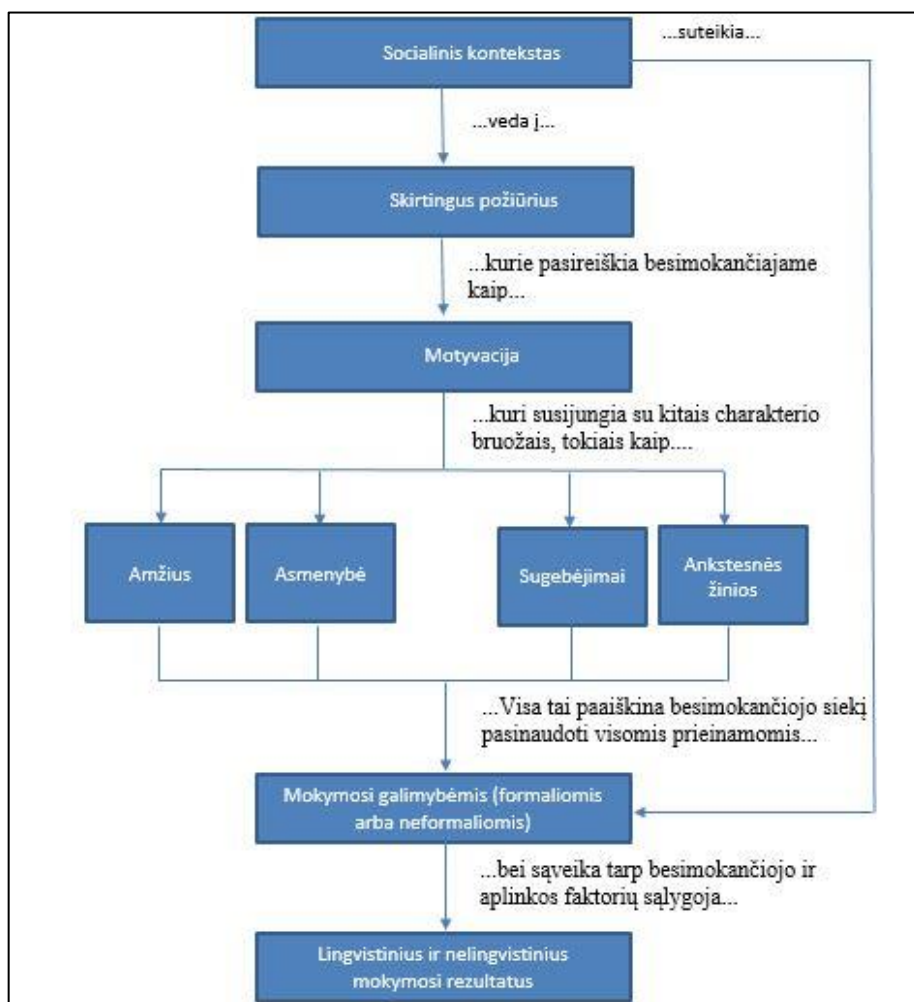 Socialinis kontekstas
...suteikia...
...veda į...
Skirtingus požiūrius
...kurie pasireiškia besimokančiajame
kaip...
Motyvacija
...kuri susijungia su kitais charakterio
bruožais, tokiais kaip....
Amžius
Asmenybė
Sugebėjimai
Ankstesnės
žinios
...Visa tai paaiškina besimokančiojo siekį
pasinaudoti visomis prieinamomis...
Mokymosi galimybėmis (formaliomis
arba neformaliomis)
...bei sąveika tarp besimokančiojo ir
aplinkos faktorių sąlygoja...
Lingvistinius ir nelingvistinius
mokymosi rezultatus